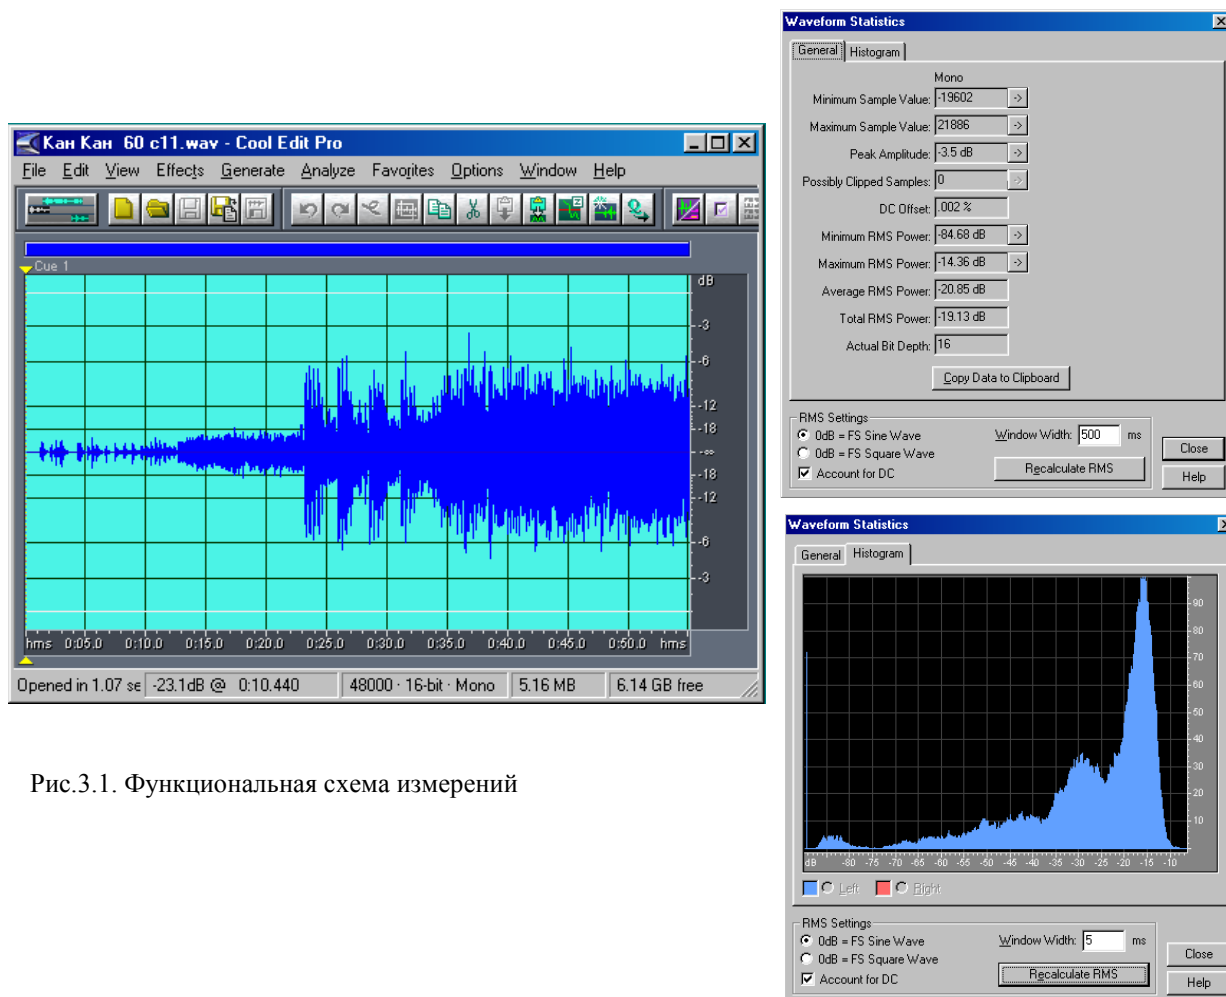 Кан Кан 60 c11.wav - Cool Edit Pro
File Edit View Effects Generate Analyze Favorites Options Window Help
Cue 1
dB
-3
-6
-12
-18
-∞
-18
-12
-6
-3
hms 0:05.0 0:10.0 0:15.0 0:20.0 0:25.0 0:30.0 0:35.0 0:40.0 0:45.0 0:50.0 hms
Opened in 1.07 se -23.1dB @ 0:10.440 48000 · 16-bit · Mono 5.16 MB 6.14 GB free
Рис.3.1. Функциональная схема измерений
Waveform Statistics
General Histogram
Mono
Minimum Sample Value: -19602 ->
Maximum Sample Value: 21886 ->
Peak Amplitude: -3.5 dB ->
Possibly Clipped Samples: 0 ->
DC Offset: .002 %
Minimum RMS Power: -84.68 dB ->
Maximum RMS Power: -14.36 dB ->
Average RMS Power: -20.85 dB
Total RMS Power: -19.13 dB
Actual Bit Depth: 16
Copy Data to Clipboard
RMS Settings
0dB = FS Sine Wave Window Width: 500 ms
0dB = FS Square Wave Close
Account for DC Recalculate RMS Help
Waveform Statistics
General Histogram
90
80
70
60
50
40
30
20
10
dB -80 -75 -70 -65 -60 -55 -50 -45 -40 -35 -30 -25 -20 -15 -10
Left Right
RMS Settings
0dB = FS Sine Wave Window Width: 5 ms
0dB = FS Square Wave Close
Account for DC Recalculate RMS Help